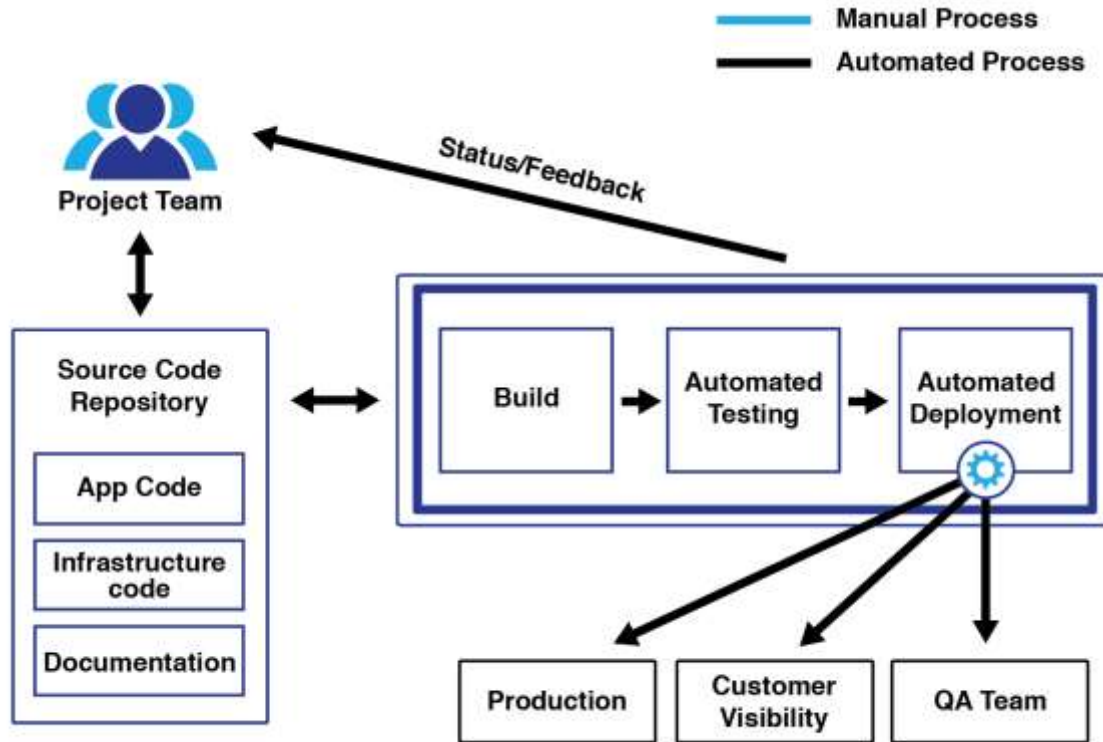 Manual Process
Automated Process
Project Team
Status/Feedback
Source Code
Repository
App Code
Infrastructure
code
Documentation
Build
Automated
Testing
Automated
Deployment
Production
Customer
Visibility
QA Team